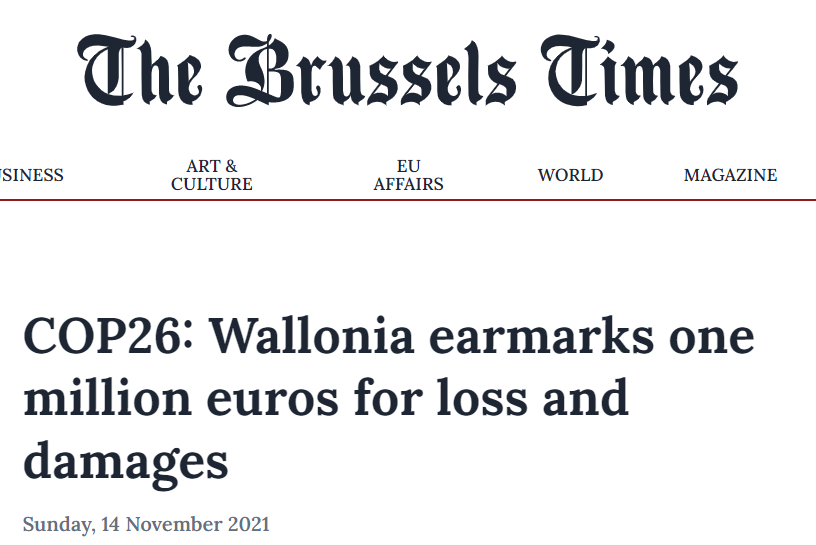 The Brussels Times
ART &
CULTURE
EU
AFFAIRS
WORLD
MAGAZINE
COP26: Wallonia earmarks one
million euros for loss and
damages
Sunday, 14 November 2021